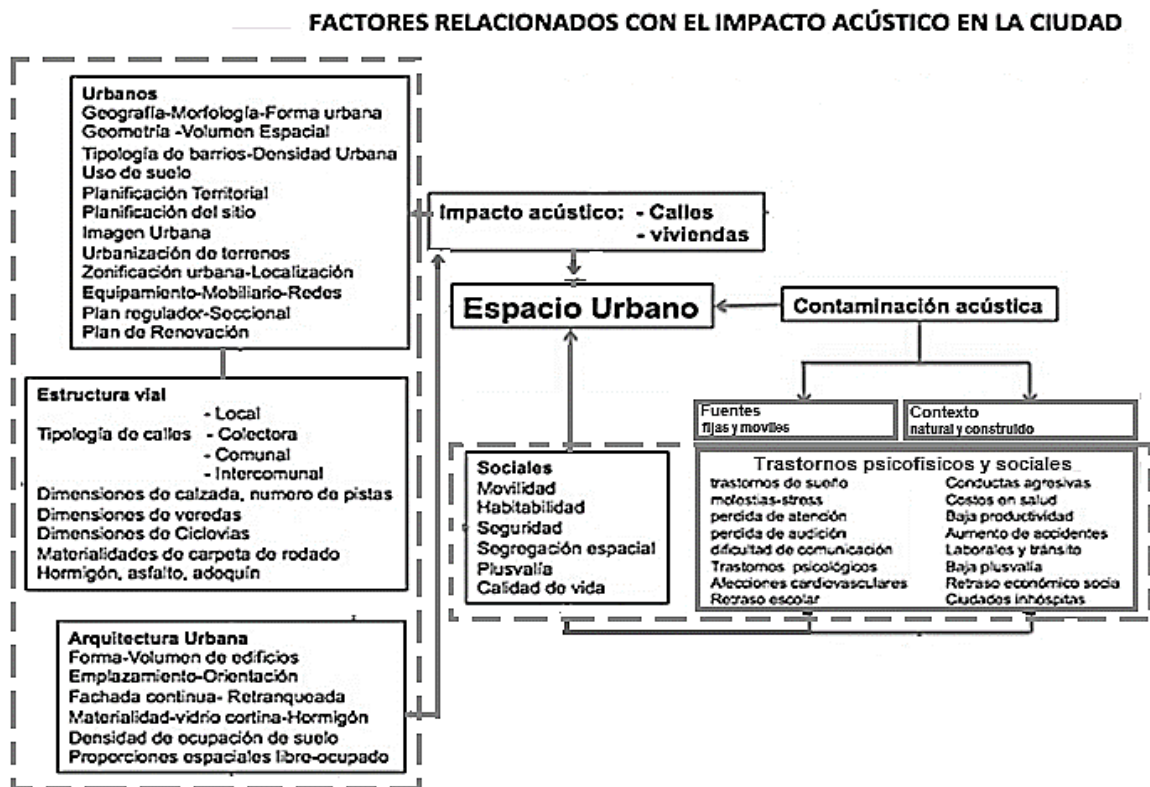 FACTORES RELACIONADOS CON EL IMPACTO ACÚSTICO EN LA CIUDAD
Urbanos
Geografía-Morfología-Forma urbana
Geometría -Volumen Espacial
Tipología de barrios-Densidad Urbana
Uso de suelo
Planificación Territorial
Planificación del sitio
Imagen Urbana
Urbanización de terrenos
Zonificación urbana-Localización
Equipamiento-Mobiliario-Redes
Plan regulador-Seccional
Plan de Renovación
Estructura vial
- Local
Tipología de calles - Colectora
- Comunal
- Intercomunal
Dimensiones de calzada, numero de pistas
Dimensiones de veredas
Dimensiones de Ciclovias
Materialidades de carpeta de rodado
Hormigón, asfalto, adoquín
Arquitectura Urbana
Forma-Volumen de edificios
Emplazamiento-Orientación
Fachada continua- Retranqueada
Materialidad-vidrio cortina-Hormigón
Densidad de ocupación de suelo
Proporciones espaciales libre-ocupado
Impacto acústico: - Calles
- viviendas
Espacio Urbano
Contaminación acústica
Fuentes
fijas y moviles
Contexto
natural y construido
Sociales
Movilidad
Habitabilidad
Seguridad
Segregación espacial
Plusvalía
Calidad de vida
Trastornos psicofisicos y sociales
trastornos de sueño
molestias-stress
perdida de atención
perdida de audición
dificultad de comunicación
Trastornos psicológicos
Afecciones cardiovasculares
Retraso escolar
Conductas agresivas
Costos en salud
Baja productividad
Aumento de accidentes
Laborales y tránsito
Baja plusvalía
Retraso económico socia
Ciudades inhóspitas